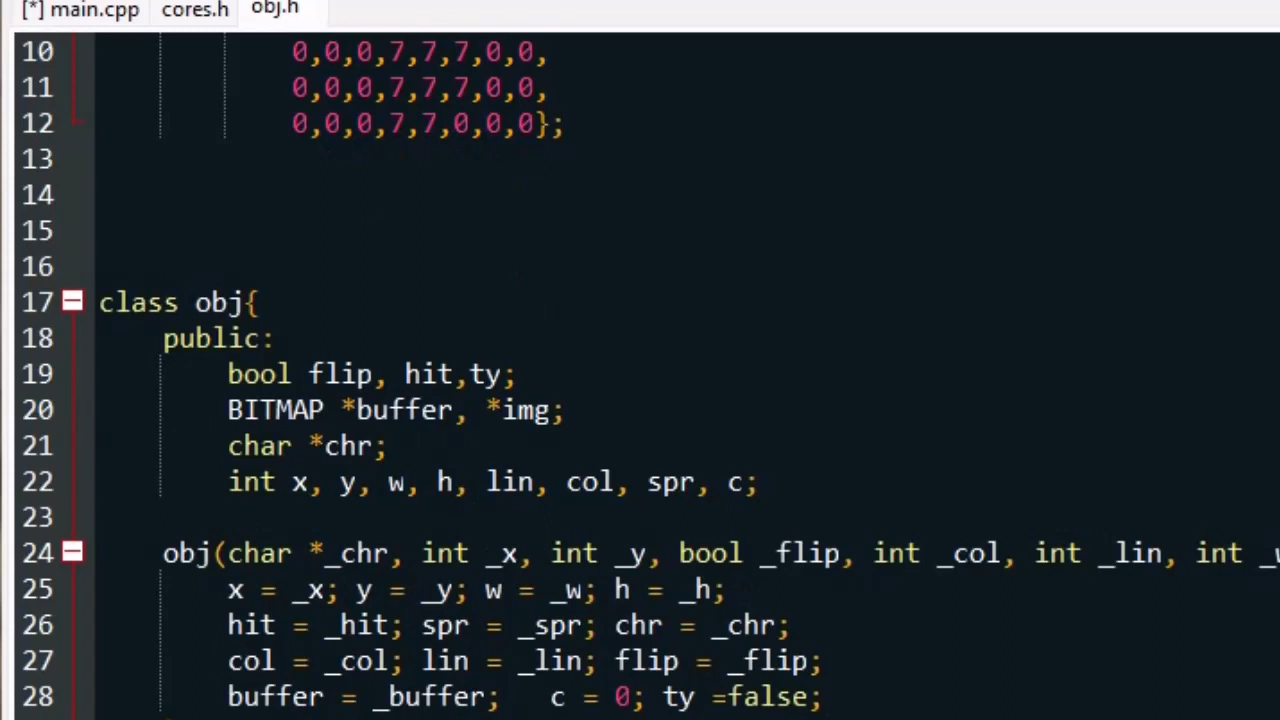 [*] main.cpp cores.h obj.h
10 0,0,0,7,7,7,0,0,
11 0,0,0,7,7,7,0,0,
12 0,0,0,7,7,0,0,0};
13
14
15
16
17 class obj{
18 public:
19 bool flip, hit,ty;
20 BITMAP *buffer, *img;
21 char *chr;
22 int x, y, w, h, lin, col, spr, c;
23
24 obj(char *_chr, int _x, int _y, bool _flip, int _col, int _lin, int
25 x = _x; y = _y; w = _w; h = _h;
26 hit = _hit; spr = _spr; chr = _chr;
27 col = _col; lin = _lin; flip = _flip;
28 buffer = _buffer; c = 0; ty =false;